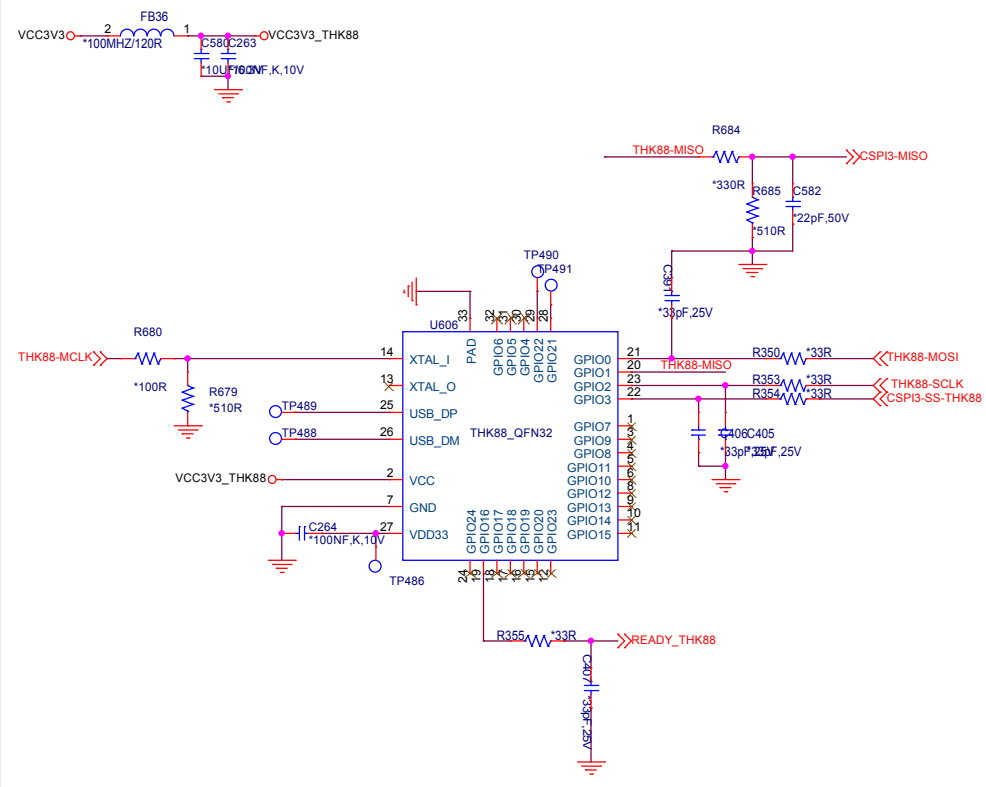 FB36
VCC3V3
2
1
VCC3V3_THK88
*100MHZ/120R
C580
C263
*10UF,6.3V
*100NF,K,10V
R684
THK88-MISO
CSPI3-MISO
*330R
R685
C582
*22pF,50V
*510R
TP490
TP491
C391
*33pF,25V
33
32
31
30
29
28
U606
PAD
GPIO6
GPIO5
GPIO4
GPIO22
GPIO21
R680
THK88-MCLK
14
XTAL_I
*100R
R679
*510R
13
XTAL_O
TP489
25
USB_DP
TP488
26
USB_DM
THK88_QFN32
VCC3V3_THK88
2
VCC
7
GND
C264
*100NF,K,10V
27
VDD33
TP486
GPIO0
21
R350
*33R
THK88-MOSI
GPIO1
20
THK88-MISO
GPIO2
23
R353
*33R
THK88-SCLK
GPIO3
22
R354
*33R
CSPI3-SS-THK88
GPIO7
1
GPIO9
3
GPIO8
4
GPIO11
5
GPIO10
6
GPIO12
8
GPIO13
9
GPIO14
10
GPIO15
11
C406
C405
*33pF,25V
*33pF,25V
GPIO24
GPIO16
GPIO17
GPIO18
GPIO19
GPIO20
GPIO23
24
19
18
17
16
15
12
R355
*33R
READY_THK88
C407
*33pF,25V